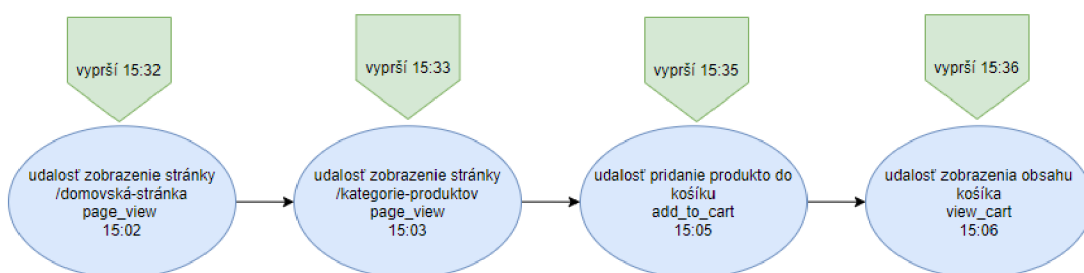 vyprší 15:32
vyprší 15:33
vyprší 15:35
vyprší 15:36
udalosť zobrazenie stránky
/domovská-stránka
page_view
15:02
udalosť zobrazenie stránky
/kategorie-produktov
page_view
15:03
udalosť pridanie produkto do
košíku
add_to_cart
15:05
udalosť zobrazenia obsahu
košíka
view_cart
15:06